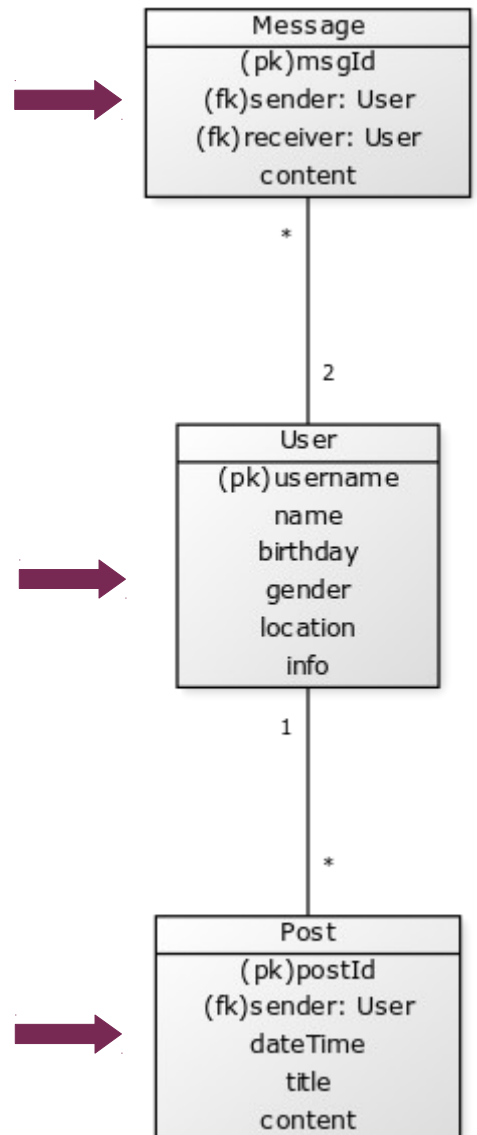 Message
(pk)msgId
(fk)sender: User
(fk)receiver: User
content
*
2
User
(pk)username
name
birthday
gender
location
info
1
*
Post
(pk)postId
(fk)sender: User
dateTime
title
content